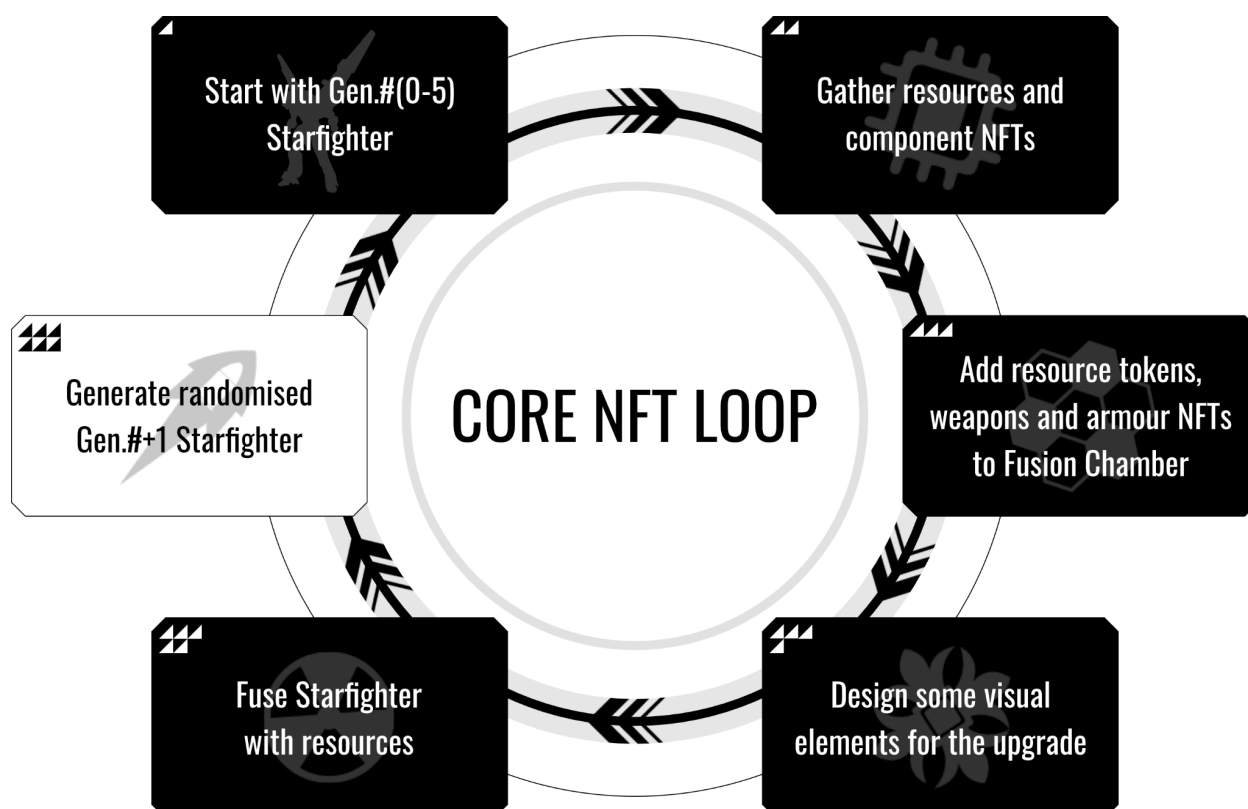 Start with Gen.#(0-5)
Starfighter
Gather resources and
component NFTs
Add resource tokens,
weapons and armour NFTs
to Fusion Chamber
Design some visual
elements for the upgrade
Fuse Starfighter
with resources
Generate randomised
Gen.#+1 Starfighter
CORE NFT LOOP